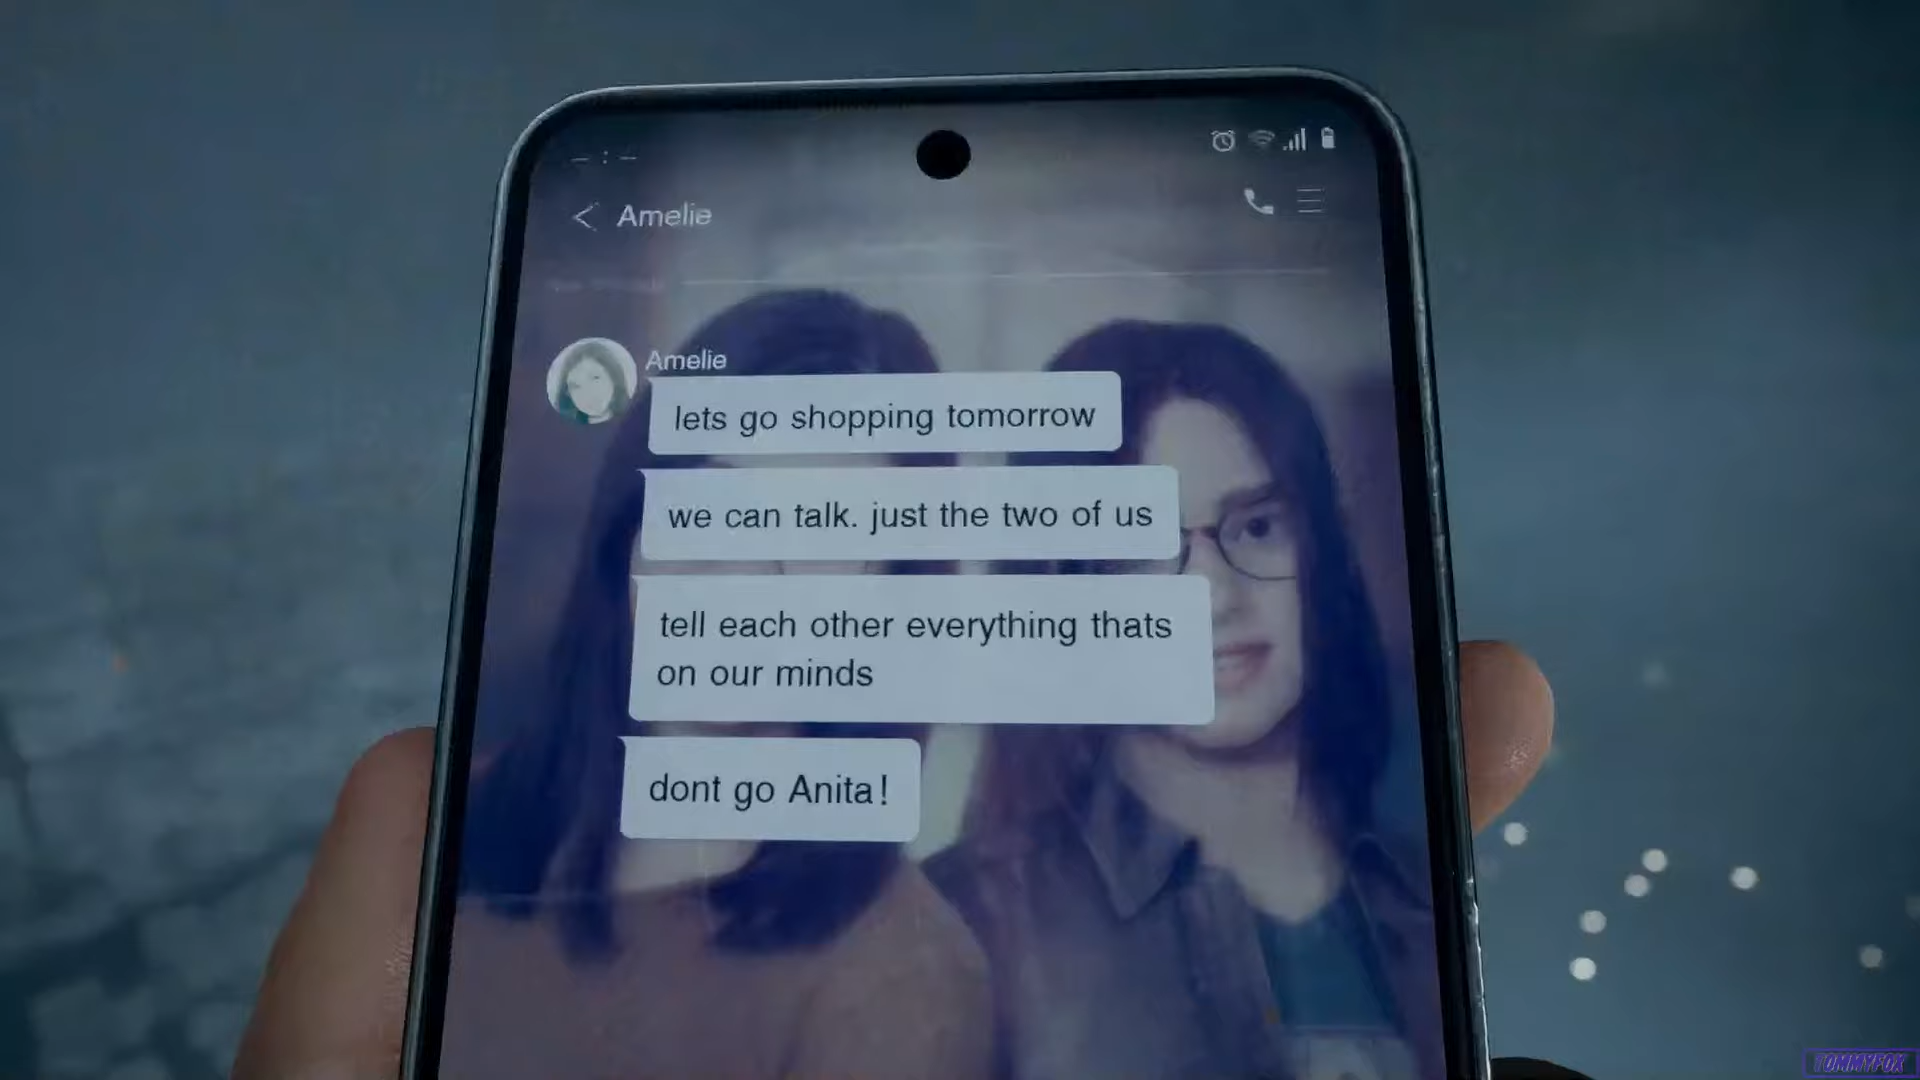 Amelie
Amelie
lets go shopping tomorrow
we can talk. just the two of us
tell each other everything thats
on our minds
dont go Anita!
TOMMYFOX